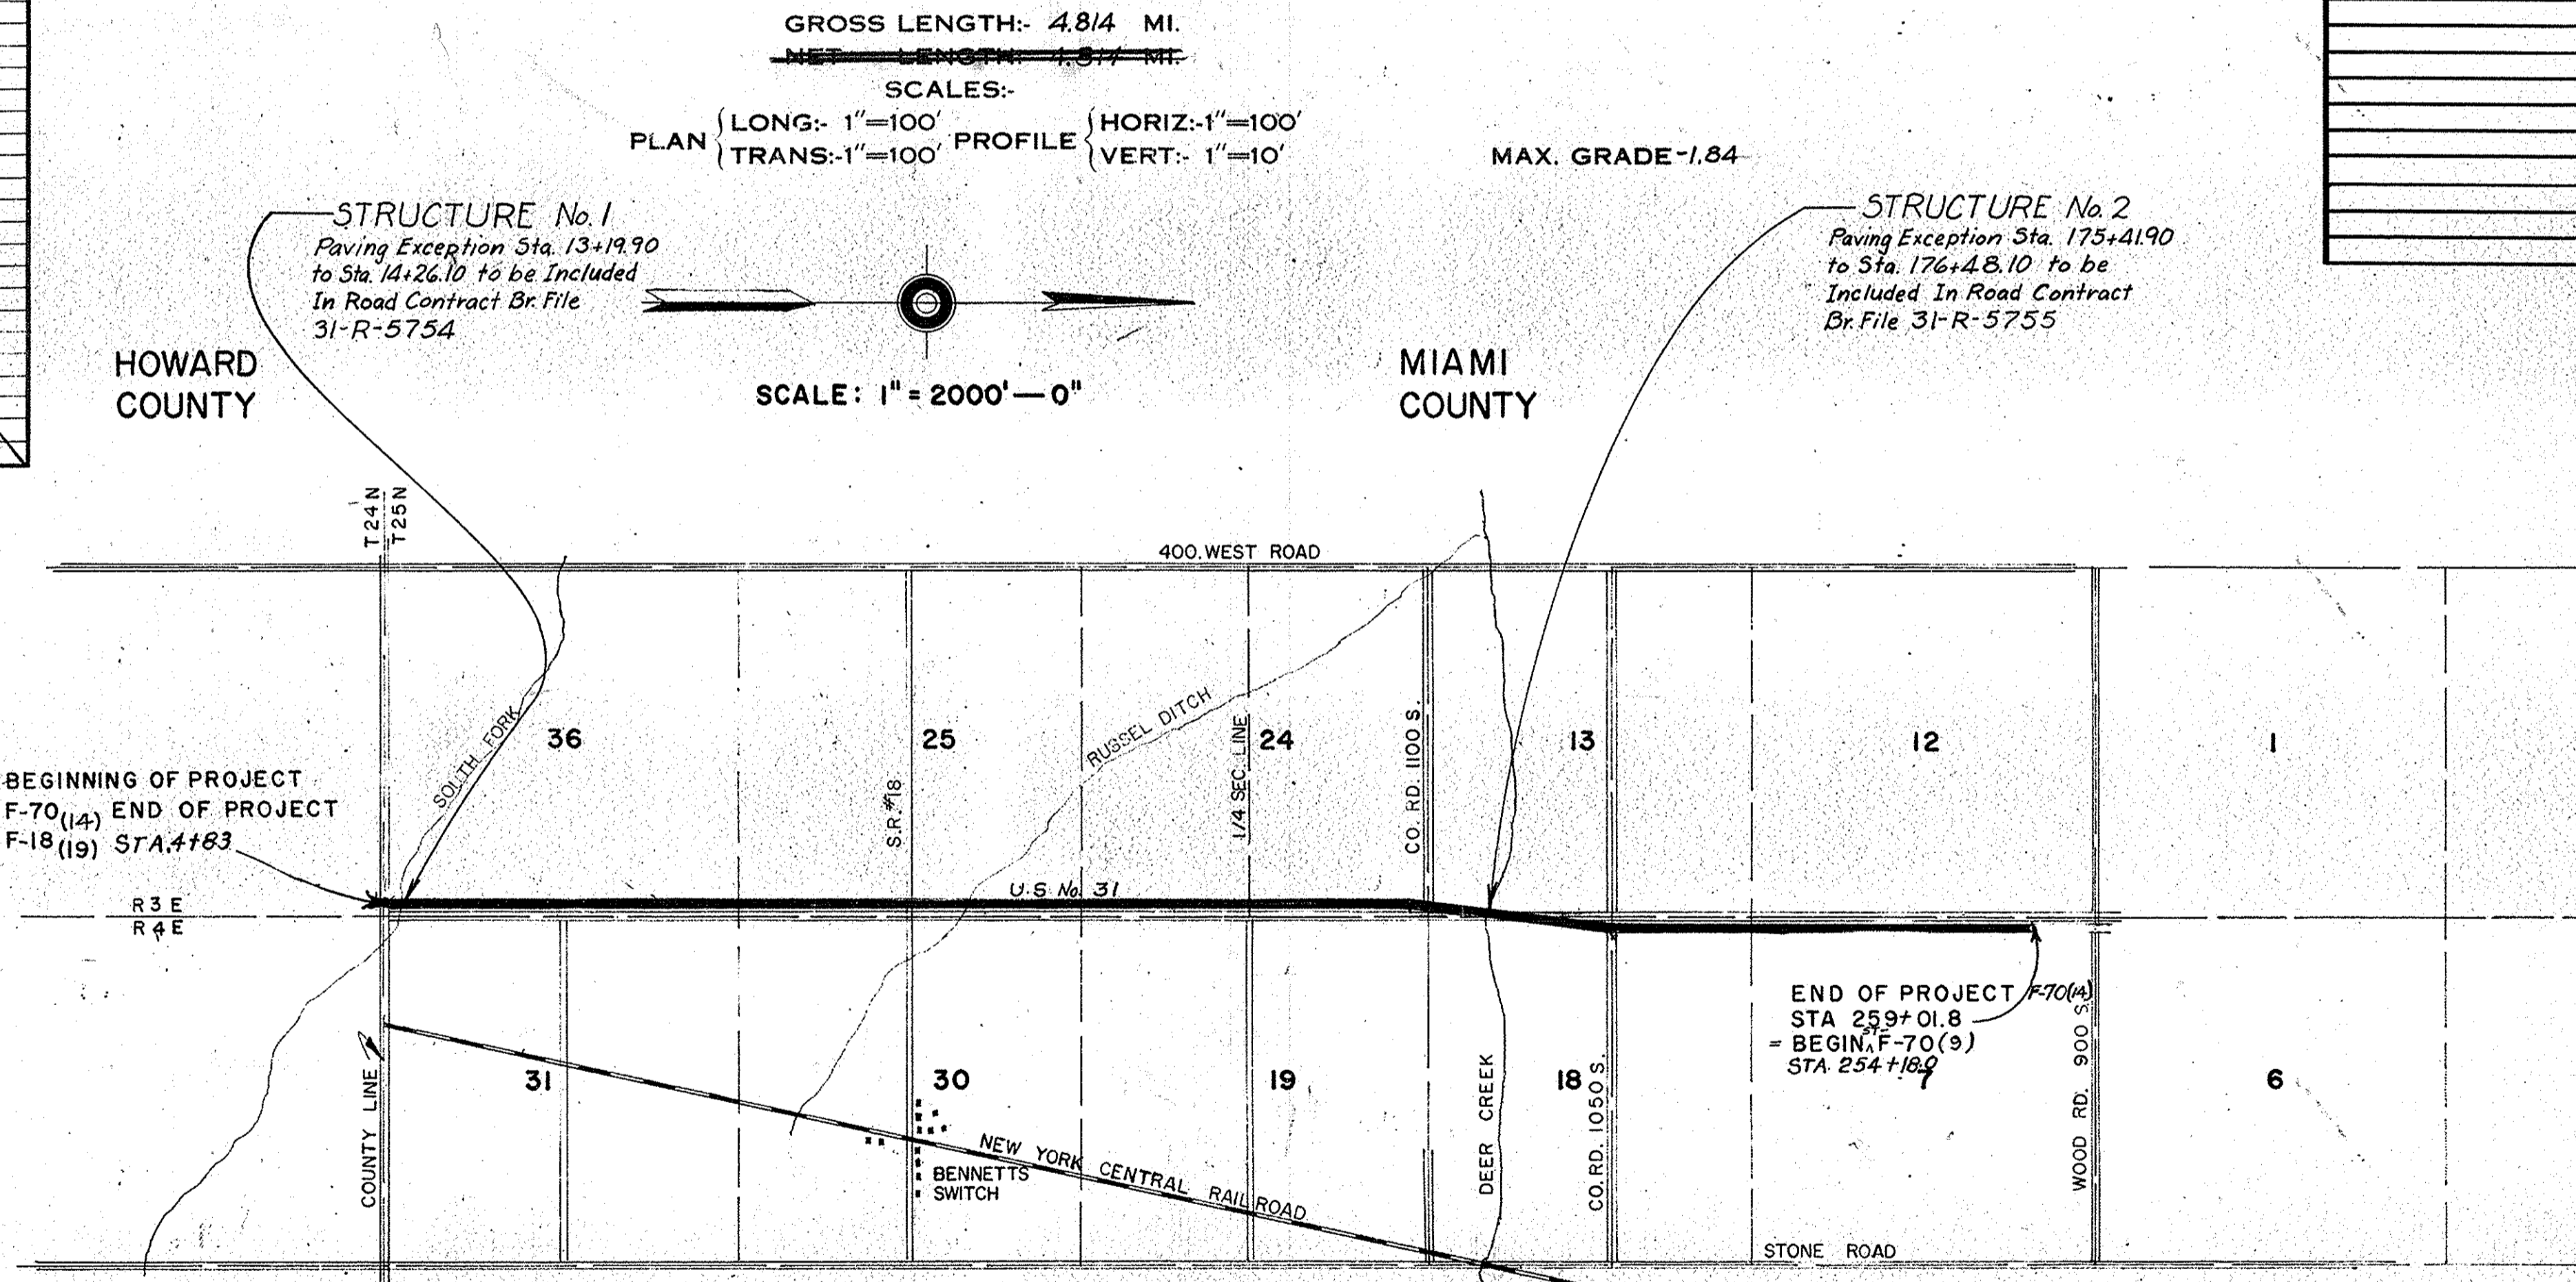 GROSS LENGTH:- 4.814 MI.
NET LENGTH: 4.814 MI.
SCALES:-
PLAN { LONG:- 1"=100' PROFILE { HORIZ:-1"=100'
TRANS:-1"=100' VERT:- 1"=10'
MAX. GRADE-1.84
STRUCTURE No. 1
Paving Exception Sta. 13+19.90
to Sta. 14+26.10 to be Included
In Road Contract Br. File
31-R-5754
STRUCTURE No. 2
Paving Exception Sta. 175+41.90
to Sta. 176+48.10 to be
Included In Road Contract
Br. File 31-R-5755
HOWARD
COUNTY
SCALE: 1" = 2000'—0"
MIAMI
COUNTY
T24N
T25N
400 WEST ROAD
SOUTH FORK
36
25
RUSSEL DITCH
1/4 SEC. LINE
24
CO. RD. 1100 S.
13
12
1
S.R. #18
BEGINNING OF PROJECT
F-70(14) END OF PROJECT
F-18(19) STA.4+83
U.S No. 31
R 3 E
R 4 E
END OF PROJECT F-70(14)
STA 259+01.8
ST-
= BEGIN^F-70(9)
STA. 254+18.0
COUNTY LINE
31
30
19
DEER CREEK
18
CO. RD. 1050 S.
7
WOOD RD. 900 S.
6
BENNETTS
SWITCH
NEW YORK CENTRAL RAILROAD
STONE ROAD